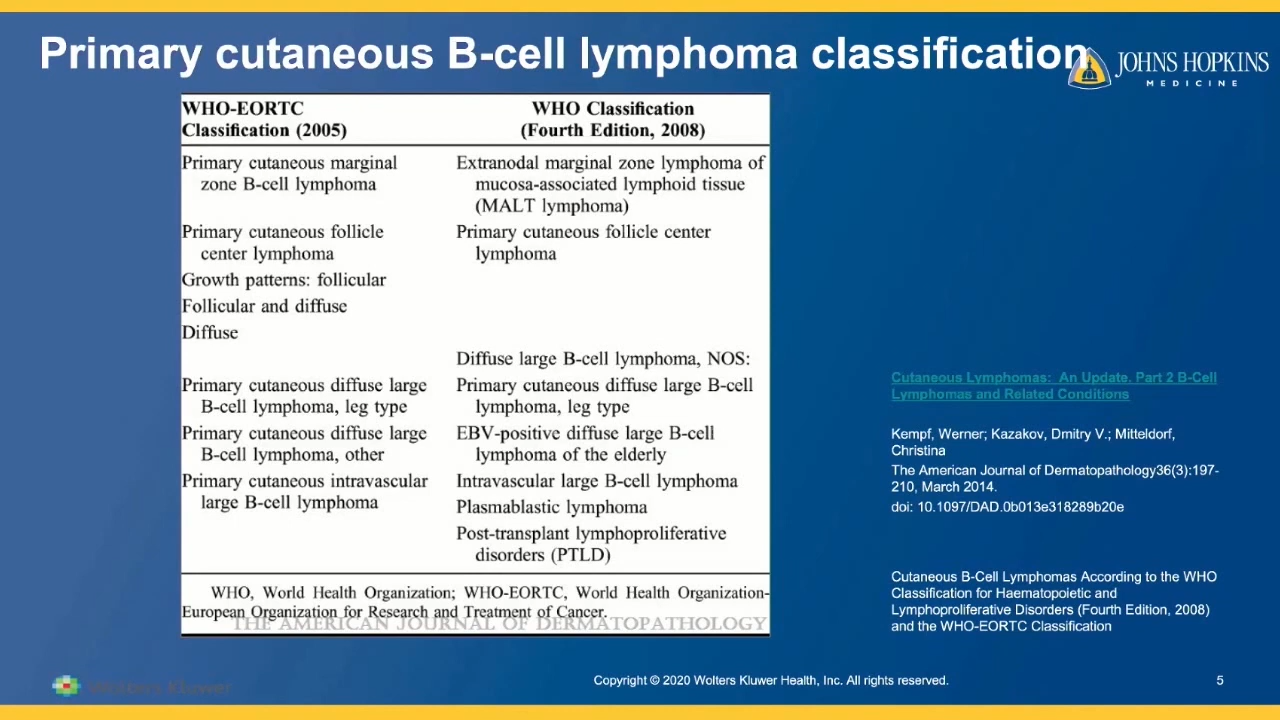 Primary cutaneous B-cell lymphoma classification
JOHNS HOPKINS
MEDICINE
WHO-EORTC
Classification (2005)
WHO Classification
(Fourth Edition, 2008)
Primary cutaneous marginal
zone B-cell lymphoma
Extranodal marginal zone lymphoma of
mucosa-associated lymphoid tissue
(MALT lymphoma)
Primary cutaneous follicle
center lymphoma
Primary cutaneous follicle center
lymphoma
Growth patterns: follicular
Follicular and diffuse
Diffuse
Diffuse large B-cell lymphoma, NOS:
Primary cutaneous diffuse large
B-cell lymphoma, leg type
Primary cutaneous diffuse large B-cell
lymphoma, leg type
Primary cutaneous diffuse large
B-cell lymphoma, other
EBV-positive diffuse large B-cell
lymphoma of the elderly
Primary cutaneous intravascular
large B-cell lymphoma
Intravascular large B-cell lymphoma
Plasmablastic lymphoma
Post-transplant lymphoproliferative
disorders (PTLD)
WHO, World Health Organization; WHO-EORTC, World Health Organization-
European Organization for Research and Treatment of Cancer.
THE AMERICAN JOURNAL OF DERMATOPATHOLOGY
Cutaneous Lymphomas: An Update. Part 2 B-Cell
Lymphomas and Related Conditions
Kempf, Werner; Kazakov, Dmitry V.; Mitteldorf,
Christina
The American Journal of Dermatopathology36(3):197-
210, March 2014.
doi: 10.1097/DAD.0b013e318289b20e
Cutaneous B-Cell Lymphomas According to the WHO
Classification for Haematopoietic and
Lymphoproliferative Disorders (Fourth Edition, 2008)
and the WHO-EORTC Classification
Wolters Kluwer
Copyright © 2020 Wolters Kluwer Health, Inc. All rights reserved.
5